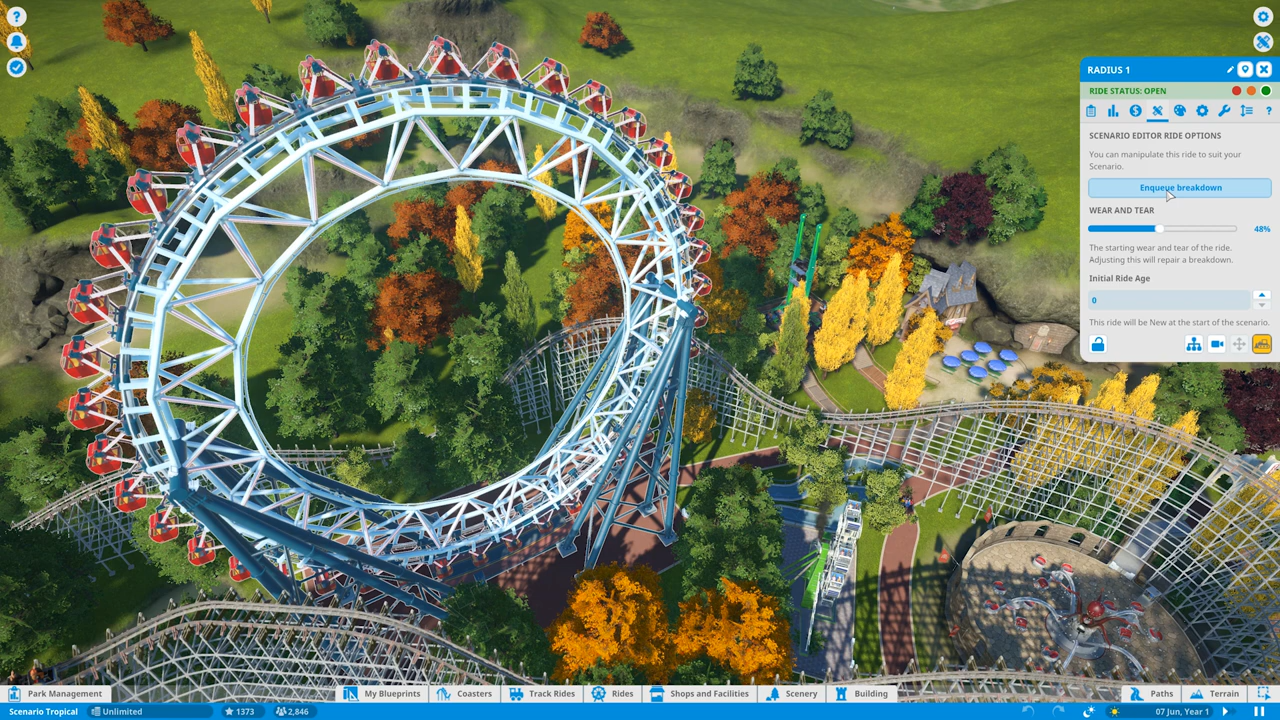 RADIUS 1
RIDE STATUS: OPEN
SCENARIO EDITOR RIDE OPTIONS
You can manipulate this ride to suit your
Scenario.
Enqueue breakdown
WEAR AND TEAR
48%
The starting wear and tear of the ride.
Adjusting this will repair a breakdown.
Initial Ride Age
0
This ride will be New at the start of the scenario.
Park Management
My Blueprints
Coasters
Track Rides
Rides
Shops and Facilities
Scenery
Building
Paths
Terrain
Scenario Tropical
Unlimited
1373
2,846
07 Jun, Year 1